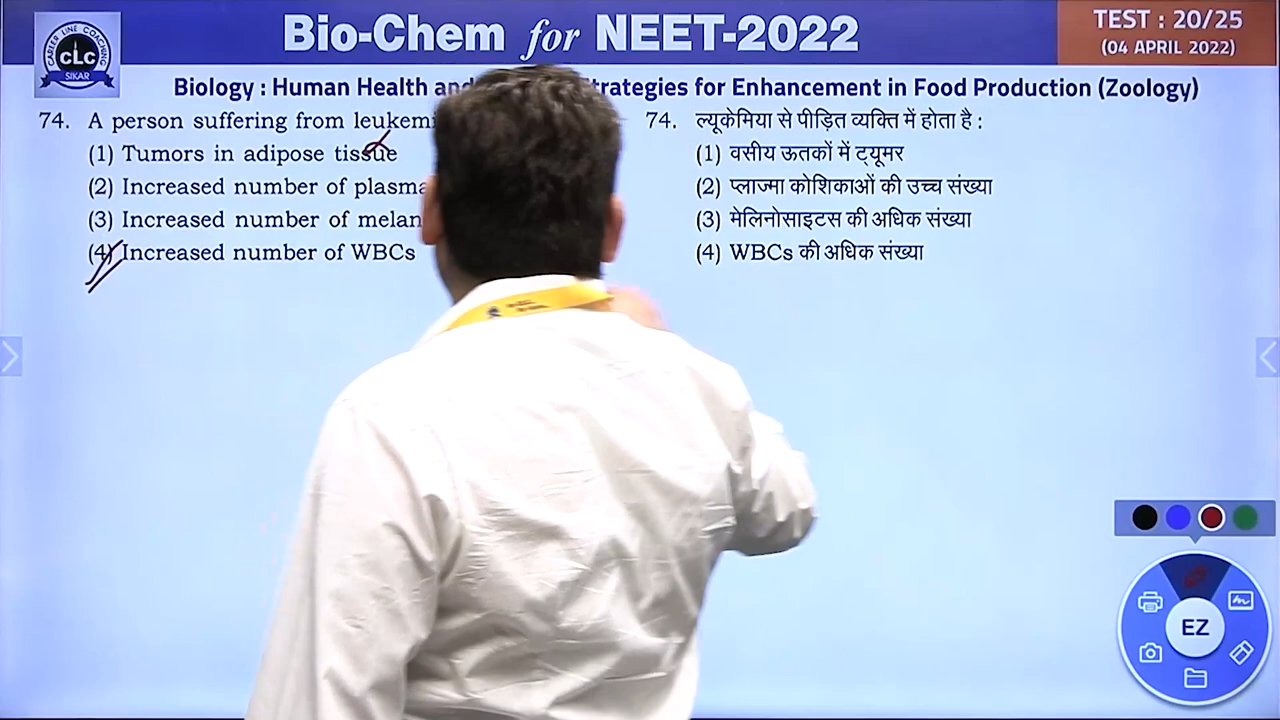 Bio-Chem for NEET-2022
TEST : 20/25
(04 APRIL 2022)
CAREER LINE COACHING
CLC
SIKAR
Biology : Human Health and trategies for Enhancement in Food Production (Zoology)
74. A person suffering from leukemi
(1) Tumors in adipose tissue
(2) Increased number of plasma
(3) Increased number of melan
(4) Increased number of WBCs
74. ल्यूकेमिया से पीड़ित व्यक्ति में होता है :
(1) वसीय ऊतकों में ट्यूमर
(2) प्लाज्मा कोशिकाओं की उच्च संख्या
(3) मेलिनोसाइटस की अधिक संख्या
(4) WBCs की अधिक संख्या
EZ